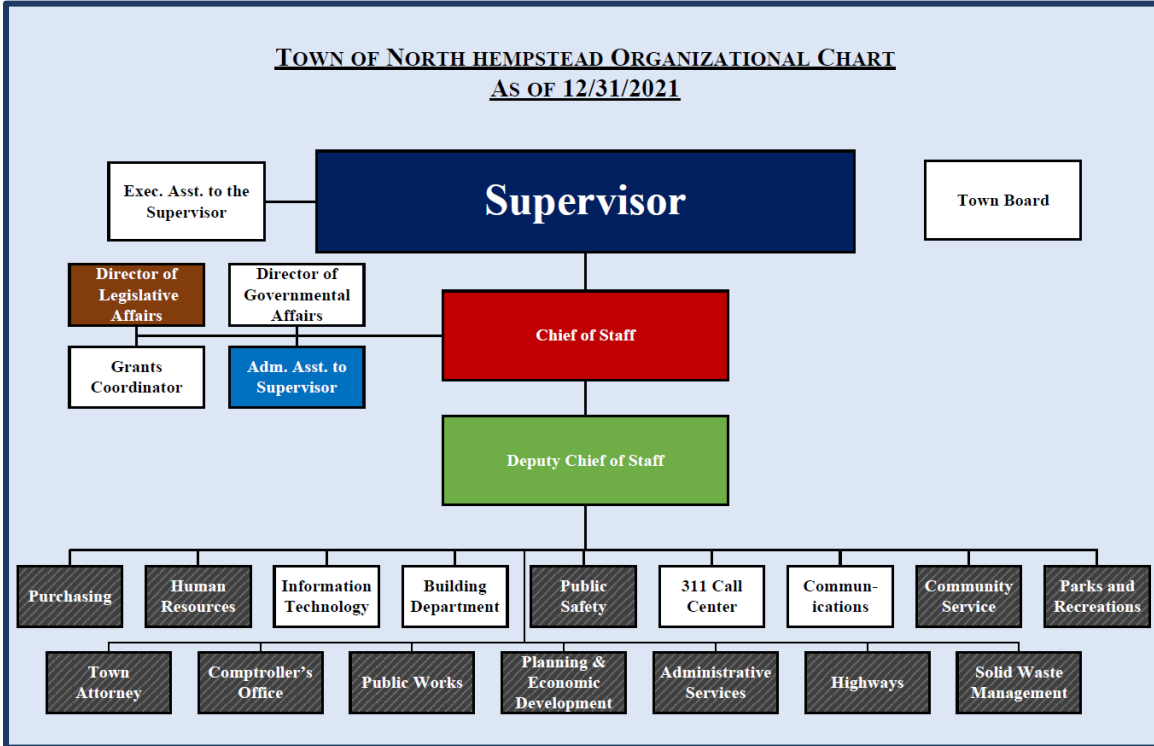 TOWN OF NORTH HEMPSTEAD ORGANIZATIONAL CHART
AS OF 12/31/2021
Exec. Asst. to the
Supervisor
Supervisor
Town Board
Director of
Legislative
Affairs
Director of
Governmental
Affairs
Chief of Staff
Grants
Coordinator
Adm. Asst. to
Supervisor
Deputy Chief of Staff
Purchasing
Human
Resources
Information
Technology
Building
Department
Public
Safety
311 Call
Center
Commun-
ications
Community
Service
Parks and
Recreations
Town
Attorney
Comptroller’s
Office
Public Works
Planning &
Economic
Development
Administrative
Services
Highways
Solid Waste
Management